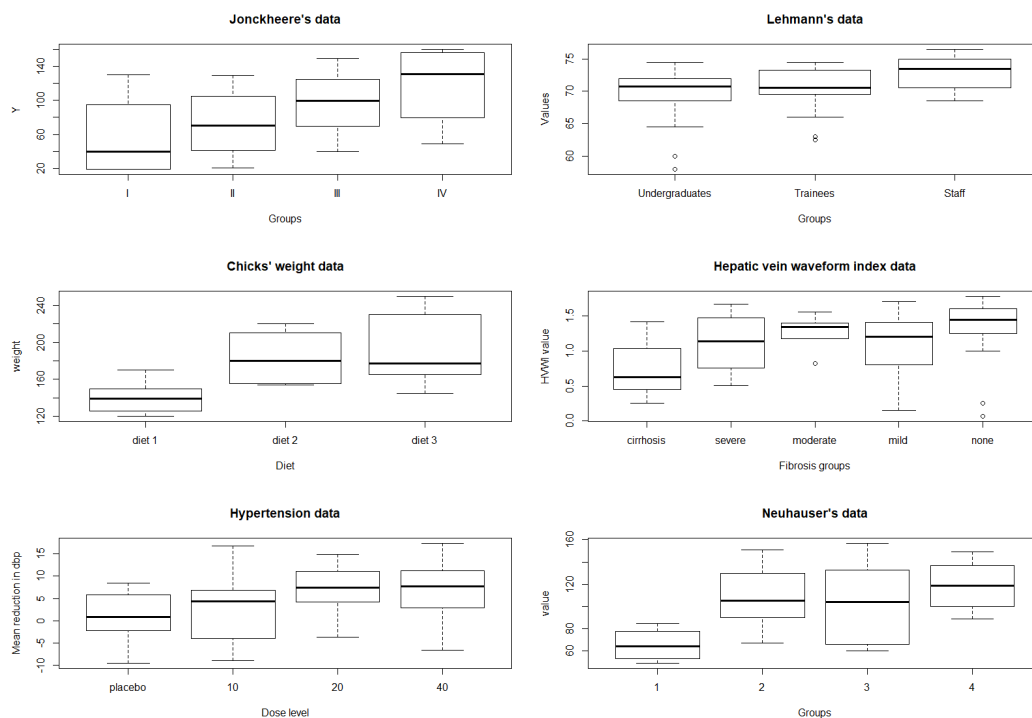 Jonckheere's data
Y
20 60 100 140
I II III IV
Groups
Lehmann's data
Values
60 65 70 75
Undergraduates Trainees Staff
Groups
Chicks' weight data
weight
120 160 200 240
diet 1 diet 2 diet 3
Diet
Hepatic vein waveform index data
HVWI value
0.0 0.5 1.0 1.5
cirrhosis severe moderate mild none
Fibrosis groups
Hypertension data
Mean reduction in dbp
-10 -5 0 5 10 15
placebo 10 20 40
Dose level
Neuhauser's data
value
60 80 120 160
1 2 3 4
Groups